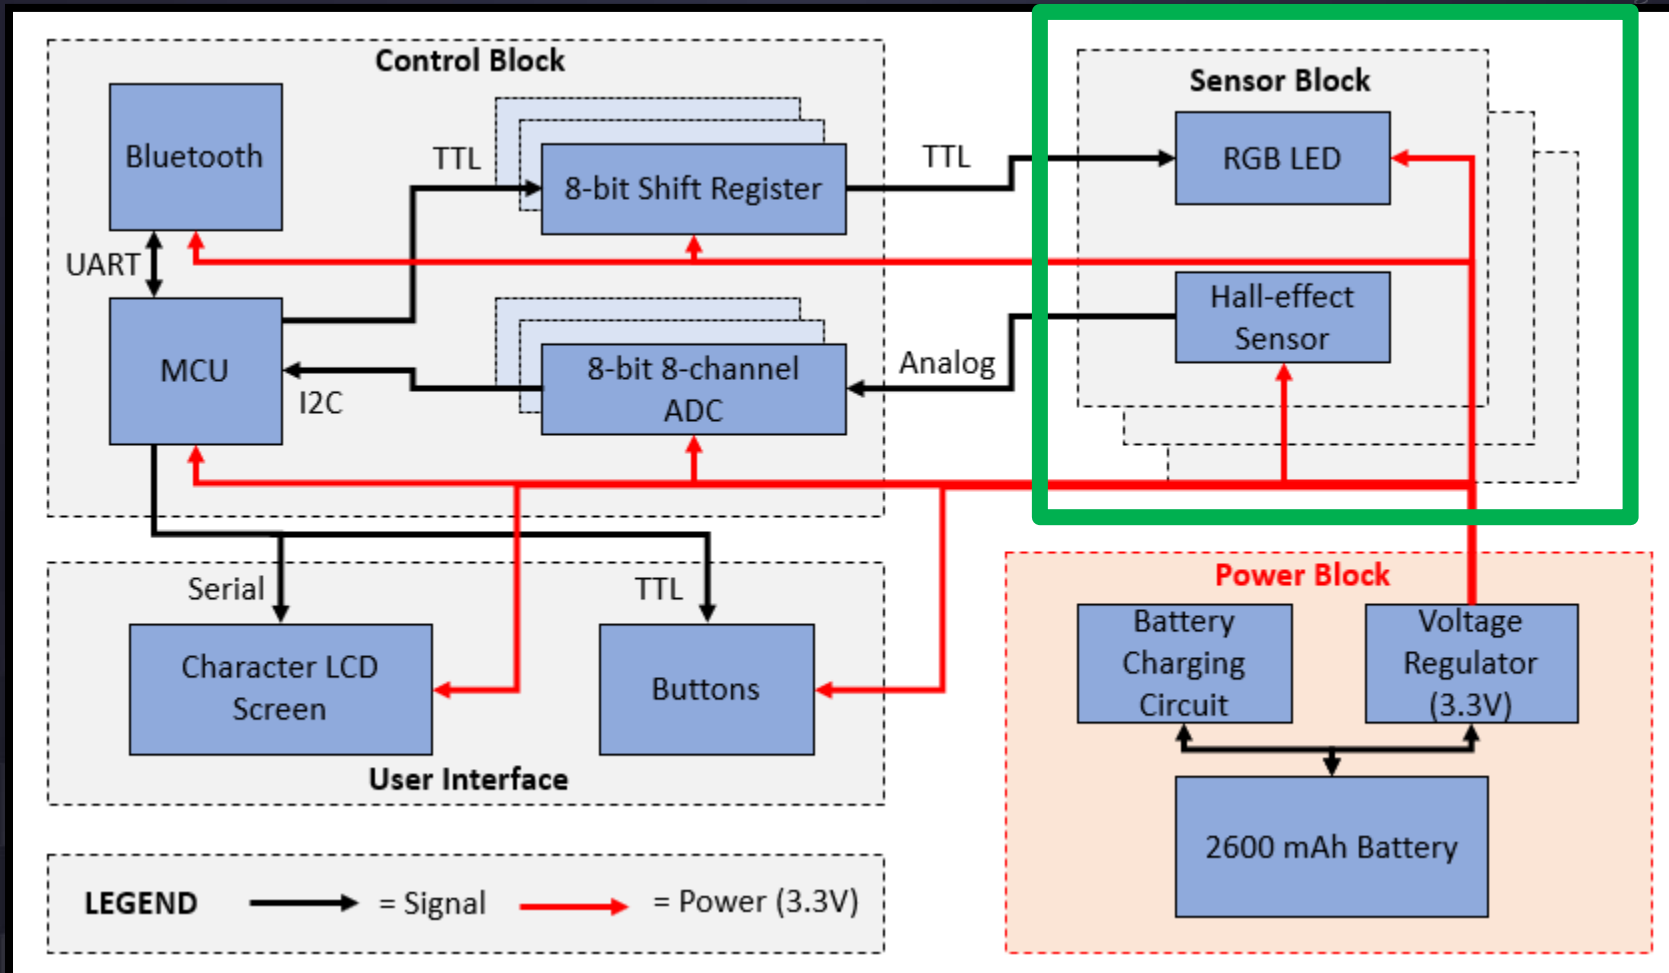 Control Block
Bluetooth
TTL
8-bit Shift Register
UART
MCU
I2C
8-bit 8-channel
ADC
TTL
Analog
Sensor Block
RGB LED
Hall-effect
Sensor
Serial
TTL
Character LCD
Screen
Buttons
User Interface
Power Block
Battery
Charging
Circuit
Voltage
Regulator
(3.3V)
2600 mAh Battery
LEGEND
= Signal
= Power (3.3V)